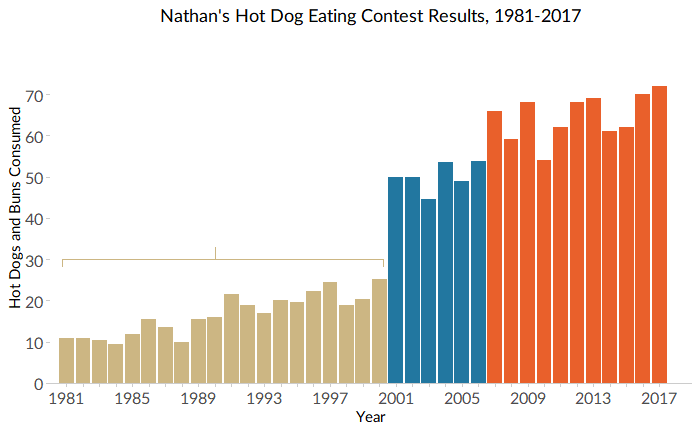 Nathan's Hot Dog Eating Contest Results, 1981-2017
Hot Dogs and Buns Consumed
70
60
50
40
30
20
10
0
1981 1985 1989 1993 1997 2001 2005 2009 2013 2017
Year